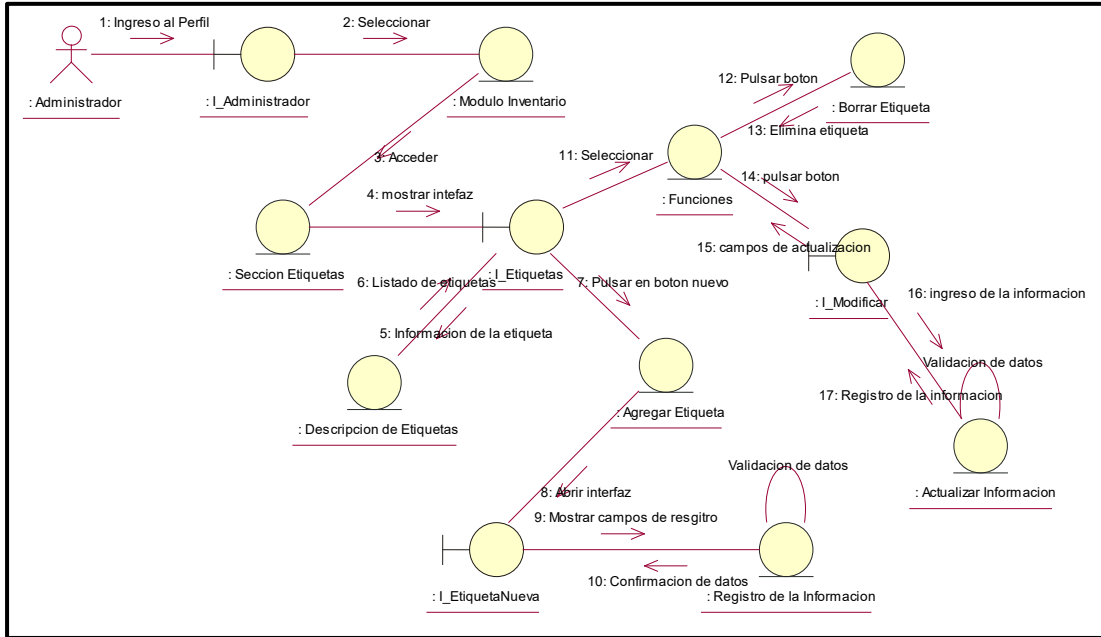 1: Ingreso al Perfil
2: Seleccionar
: Administrador
: I_Administrador
: Modulo Inventario
12: Pulsar boton
: Borrar Etiqueta
13: Elimina etiqueta
3: Acceder
11: Seleccionar
14: pulsar boton
: Funciones
4: mostrar intefaz
15: campos de actualizacion
: Seccion Etiquetas
: I_Etiquetas
6: Listado de etiquetas
7: Pulsar en boton nuevo
: I_Modificar
16: ingreso de la informacion
5: Informacion de la etiqueta
Validacion de datos
17: Registro de la informacion
: Descripcion de Etiquetas
: Agregar Etiqueta
: Actualizar Informacion
Validacion de datos
8: Abrir interfaz
9: Mostrar campos de resgitro
10: Confirmacion de datos
: I_EtiquetaNueva
: Registro de la Informacion